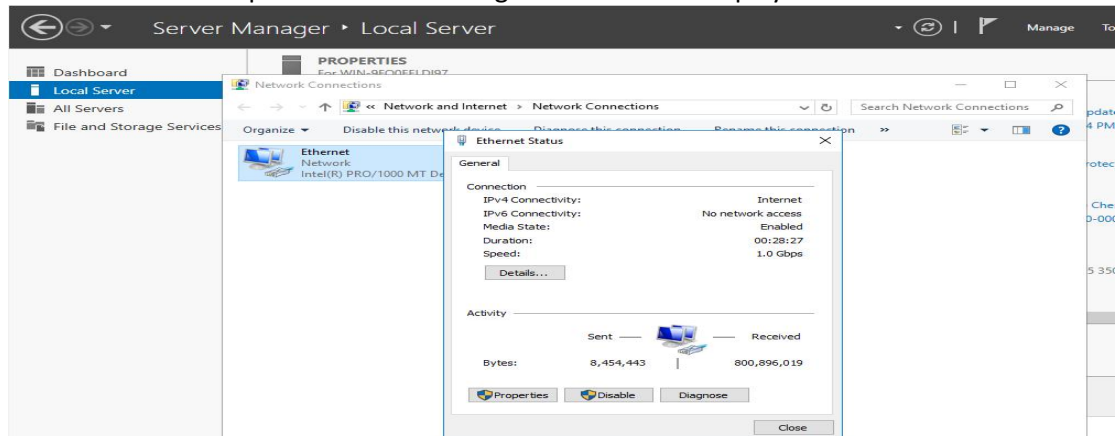 Server Manager ▸ Local Server
Manage
PROPERTIES
Dashboard
Local Server
All Servers
File and Storage Services
Network Connections
« Network and Internet > Network Connections
Search Network Connections
Organize
Disable this network device
Diagnose this connection
Rename this connection
»
Ethernet
Network
Intel(R) PRO/1000 MT De
Ethernet Status
General
Connection
IPv4 Connectivity: Internet
IPv6 Connectivity: No network access
Media State: Enabled
Duration: 00:28:27
Speed: 1.0 Gbps
Details...
Activity
Sent Received
Bytes: 8,454,443 800,896,019
Properties Disable Diagnose
Close
4 PM